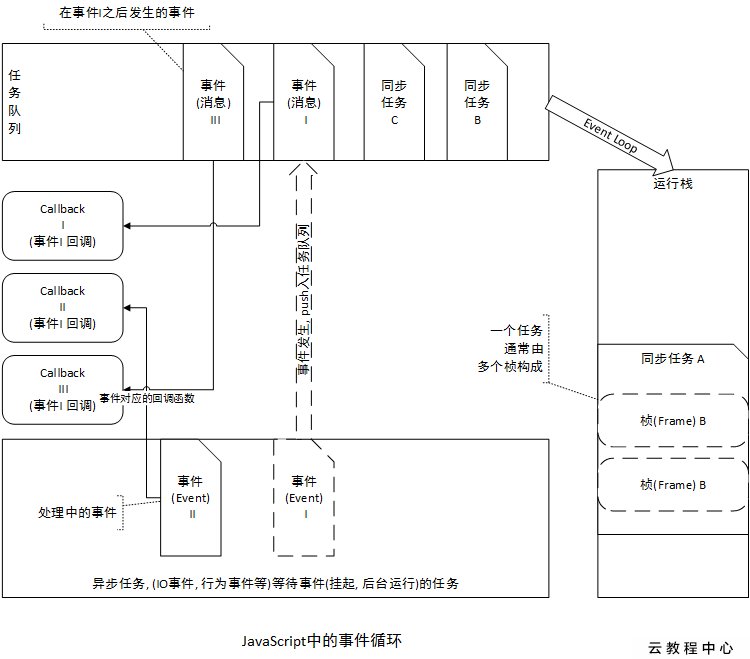 在事件I之后发生的事件
任
务
队
列
事件
(消息)
III
事件
(消息)
I
同步
任务
C
同步
任务
B
Event Loop
运行栈
Callback
I
(事件I 回调)
Callback
II
(事件I 回调)
Callback
III
(事件I 回调)
事件对应的回调函数
事件发生, push入任务队列
一个任务
通常由
多个桢构成
同步任务 A
桢(Frame) B
桢(Frame) B
处理中的事件
事件
(Event)
II
事件
(Event)
I
异步任务, (IO事件, 行为事件等)等待事件(挂起, 后台运行)的任务
JavaScript中的事件循环
云教程中心